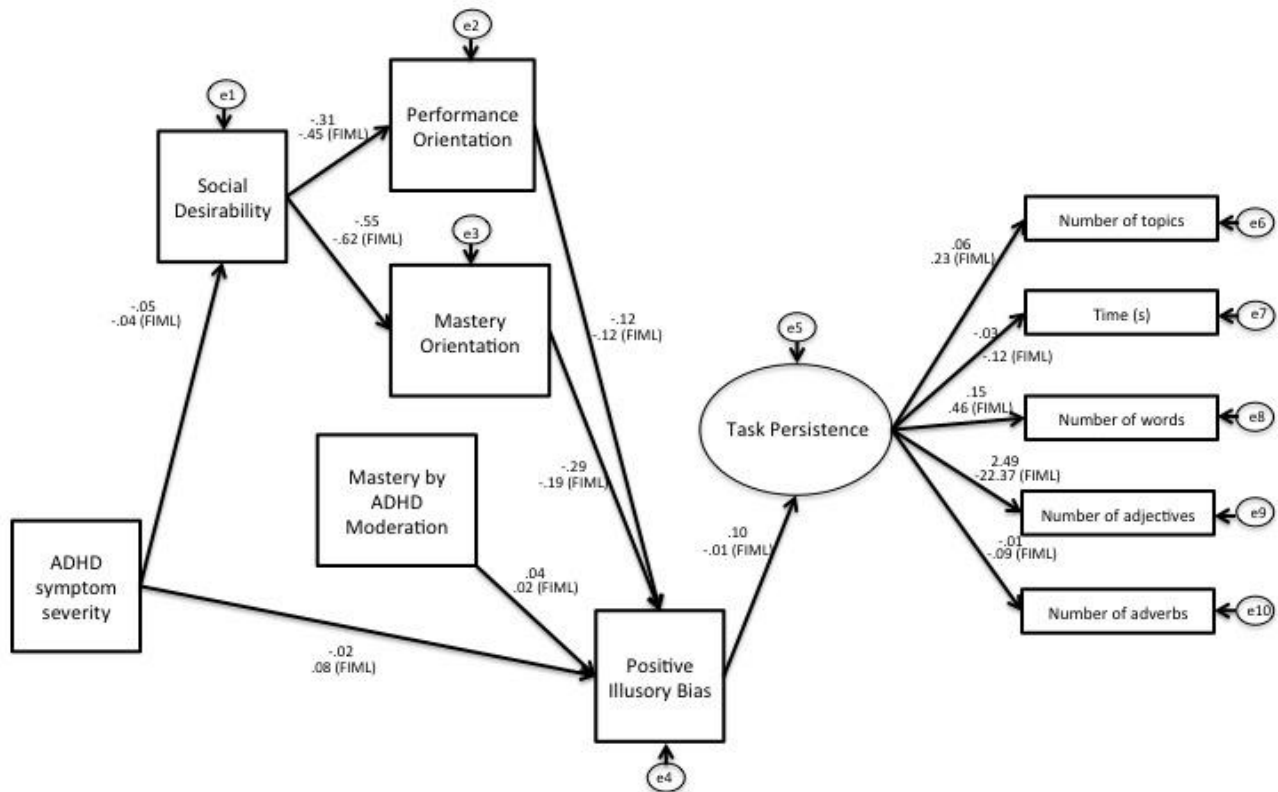 e2
e1
Performance
Orientation
-.31
-.45 (FIML)
Social
Desirability
-.55
-.62 (FIML)
e3
Mastery
Orientation
-.05
-.04 (FIML)
-.12
-.12 (FIML)
Mastery by
ADHD
Moderation
-.29
-.19 (FIML)
ADHD
symptom
severity
.04
.02 (FIML)
-.02
.08 (FIML)
Positive
Illusory Bias
e4
.10
-.01 (FIML)
e5
Task Persistence
.06
.23 (FIML)
Number of topics
e6
-.03
-.12 (FIML)
Time (s)
e7
.15
.46 (FIML)
Number of words
e8
2.49
-22.37 (FIML)
Number of adjectives
e9
-.01
-.09 (FIML)
Number of adverbs
e10